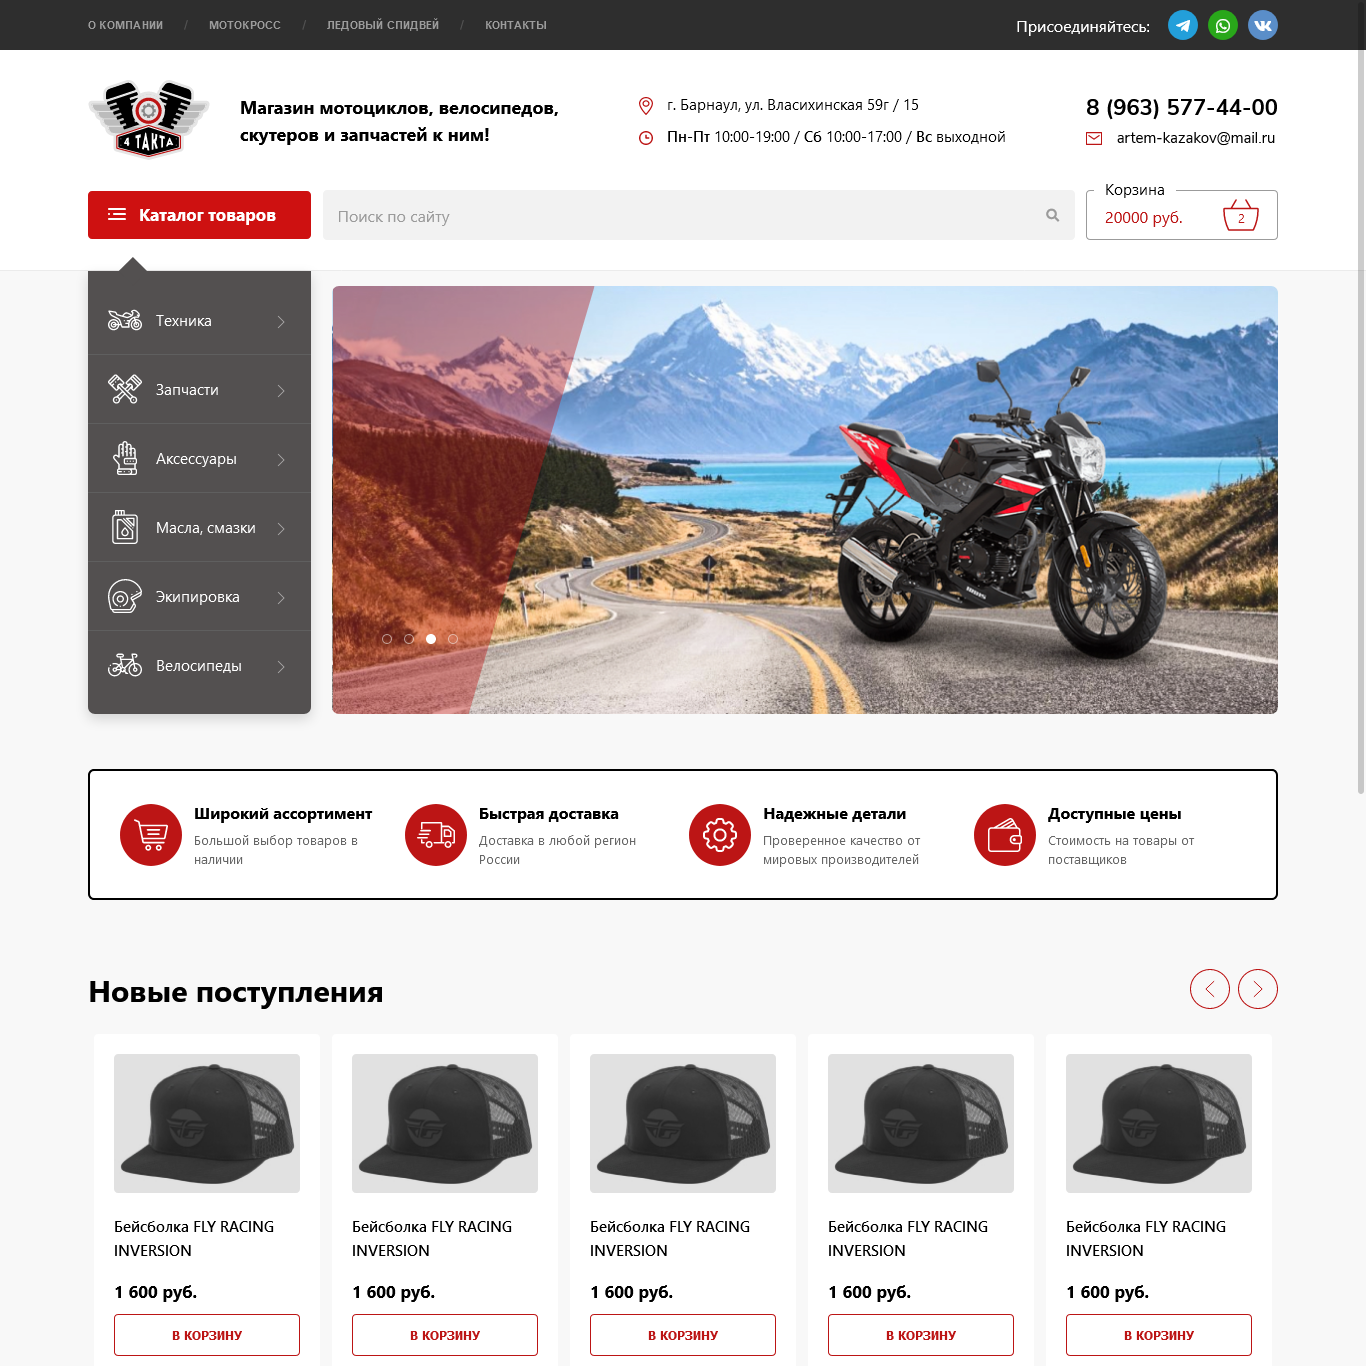 О КОМПАНИИ / МОТОКРОСС / ЛЕДОВЫЙ СПИДВЕЙ / КОНТАКТЫ
Присоединяйтесь:
4 ТАКТА
Магазин мотоциклов, велосипедов,
скутеров и запчастей к ним!
г. Барнаул, ул. Власихинская 59г / 15
Пн-Пт 10:00-19:00 / Сб 10:00-17:00 / Вс выходной
8 (963) 577-44-00
artem-kazakov@mail.ru
Каталог товаров
Поиск по сайту
Корзина
20000 руб.
2
Техника
Запчасти
Аксессуары
Масла, смазки
Экипировка
Велосипеды
Широкий ассортимент
Большой выбор товаров в
наличии
Быстрая доставка
Доставка в любой регион
России
Надежные детали
Проверенное качество от
мировых производителей
Доступные цены
Стоимость на товары от
поставщиков
Новые поступления
Бейсболка FLY RACING
INVERSION
1 600 руб.
В КОРЗИНУ
Бейсболка FLY RACING
INVERSION
1 600 руб.
В КОРЗИНУ
Бейсболка FLY RACING
INVERSION
1 600 руб.
В КОРЗИНУ
Бейсболка FLY RACING
INVERSION
1 600 руб.
В КОРЗИНУ
Бейсболка FLY RACING
INVERSION
1 600 руб.
В КОРЗИНУ